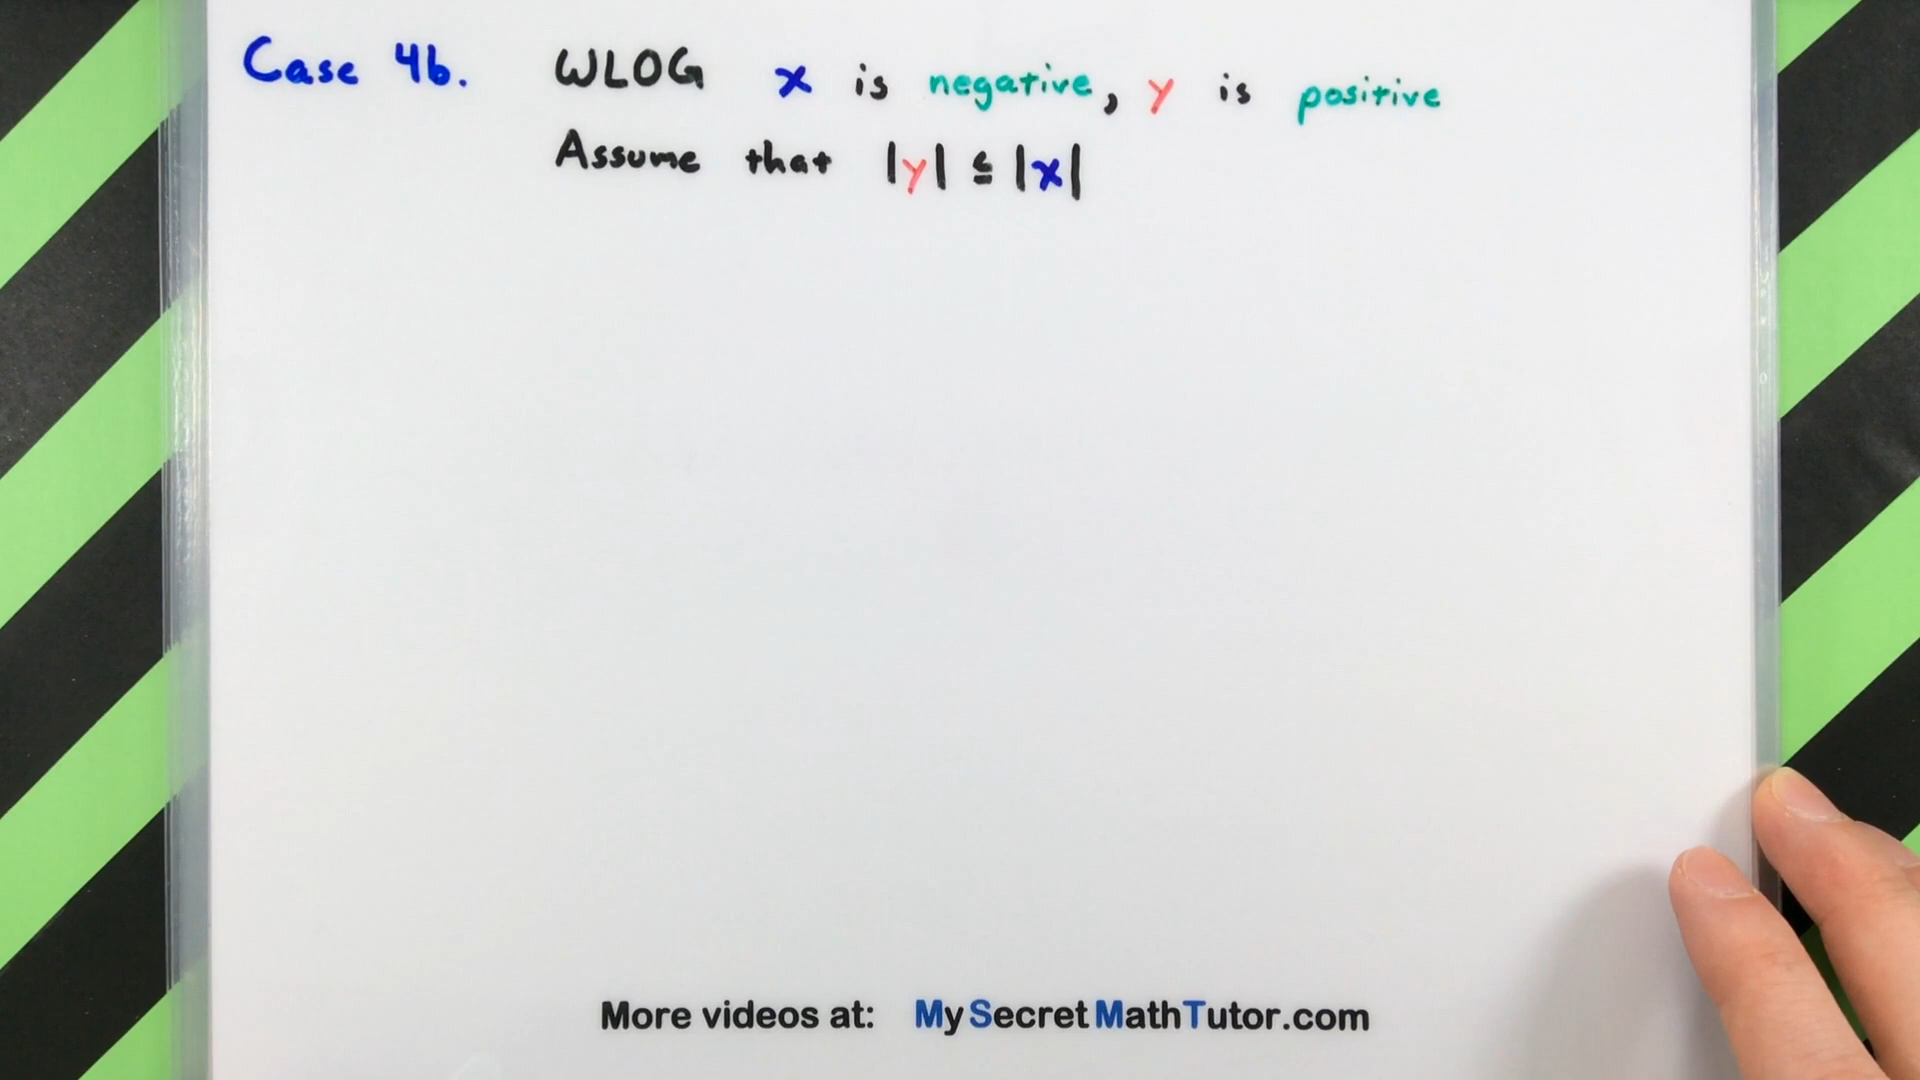 Case 4b. WLOG x is negative, y is positive
Assume that |y| ≤ |x|
More videos at: MySecretMathTutor.com